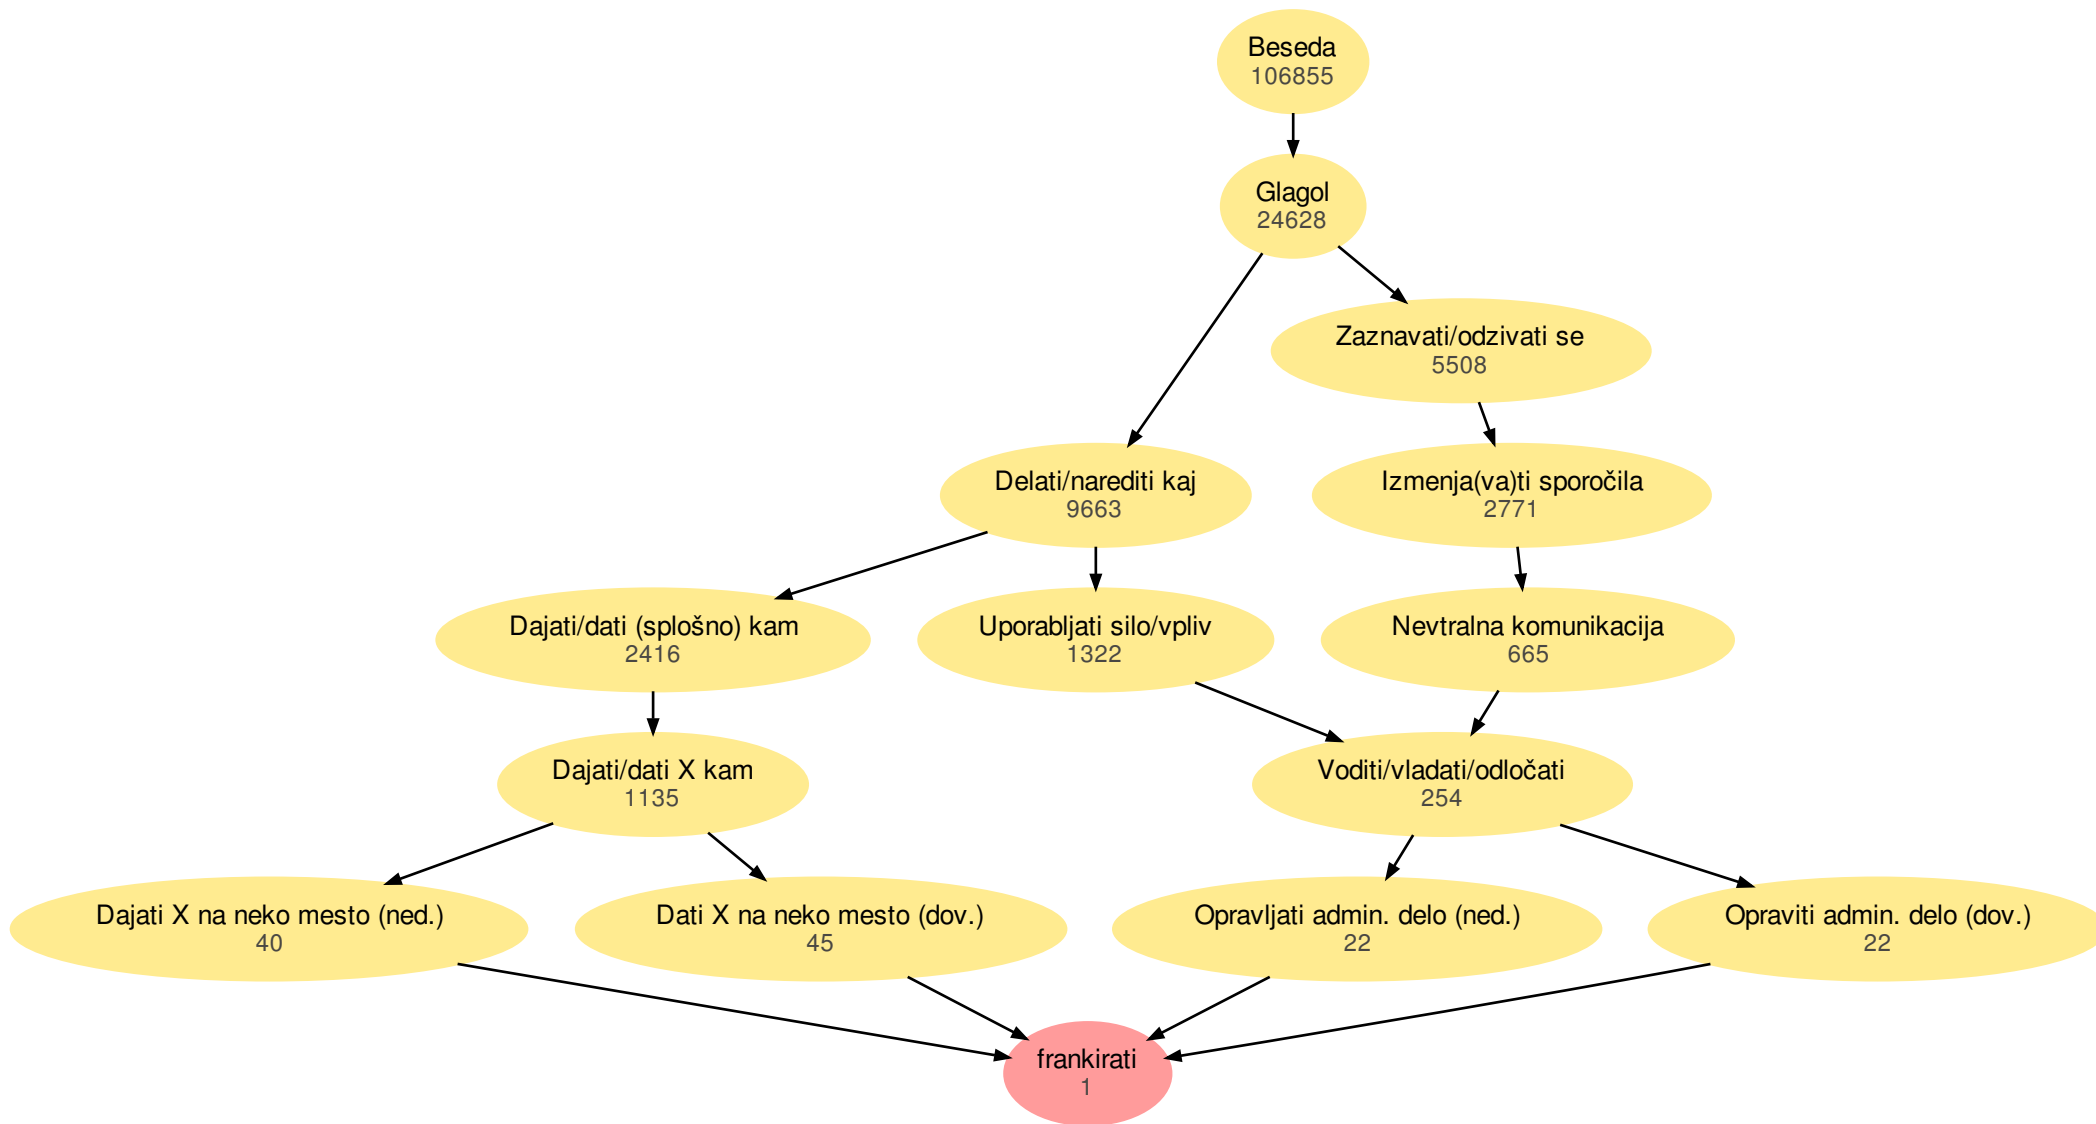 Beseda
106855
Glagol
24628
Zaznavati/odzivati se
5508
Delati/narediti kaj
9663
Izmenja(va)ti sporočila
2771
Dajati/dati (splošno) kam
2416
Uporabljati silo/vpliv
1322
Nevtralna komunikacija
665
Dajati/dati X kam
1135
Voditi/vladati/odločati
254
Dajati X na neko mesto (ned.)
40
Dati X na neko mesto (dov.)
45
Opravljati admin. delo (ned.)
22
Opraviti admin. delo (dov.)
22
frankirati
1